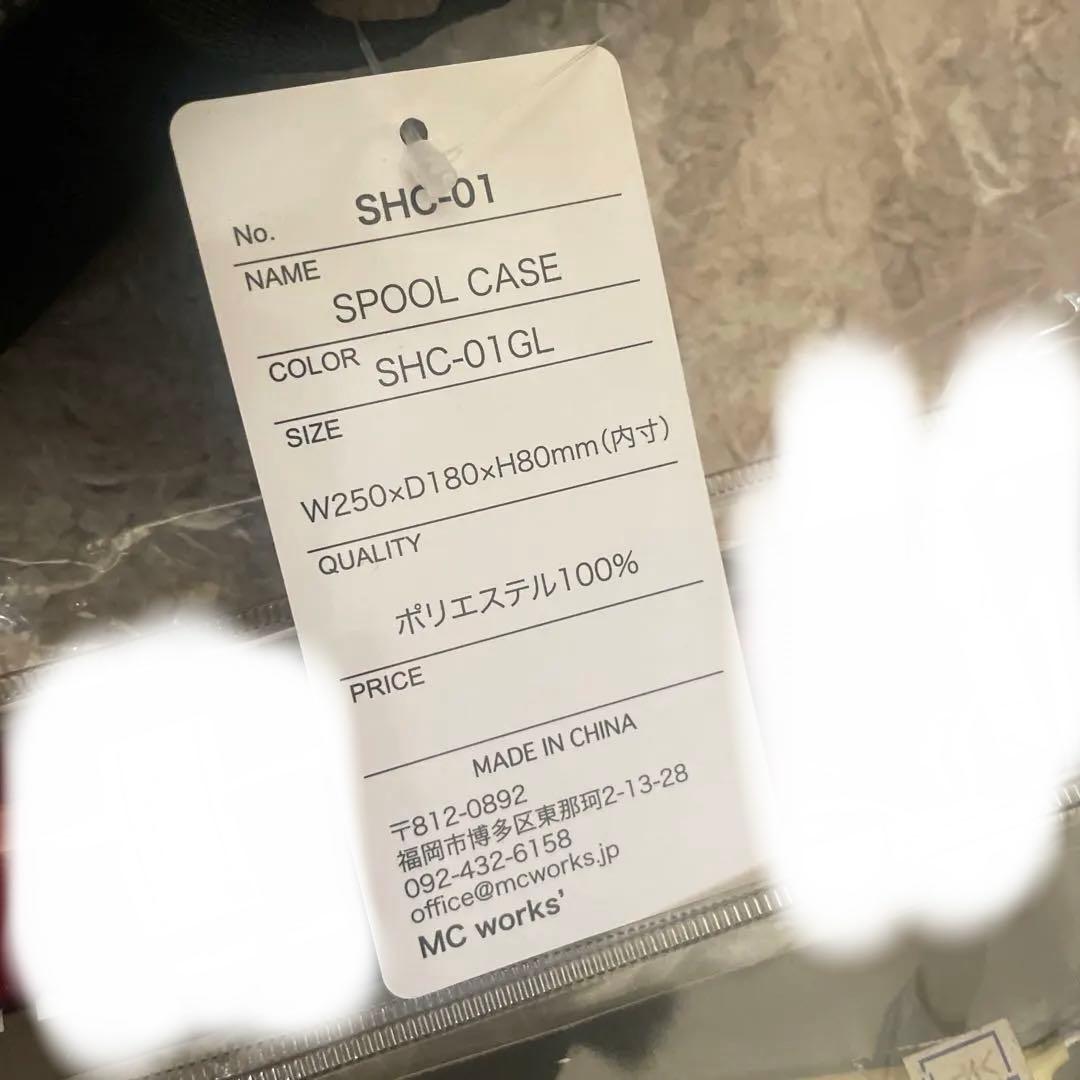 No. SHC-01
NAME
SPOOL CASE
COLOR SHC-01GL
SIZE
W250×D180×H80mm(内寸)
QUALITY
ポリエステル100%
PRICE
MADE IN CHINA
〒812-0892
福岡市博多区東那珂2-13-28
092-432-6158
office@mcworks.jp
MC works'